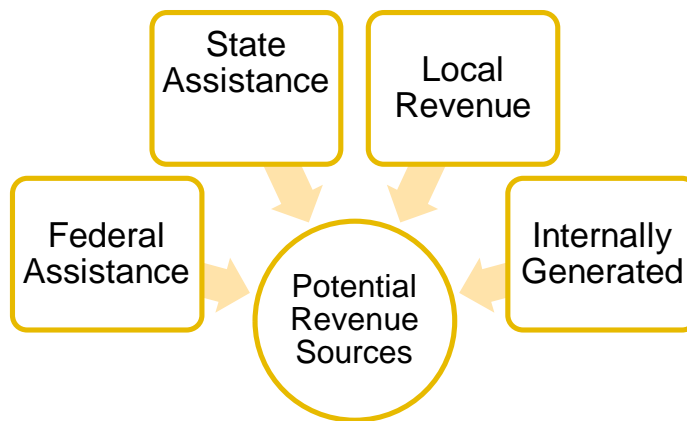 State
Assistance
Local
Revenue
Federal
Assistance
Internally
Generated
Potential
Revenue
Sources